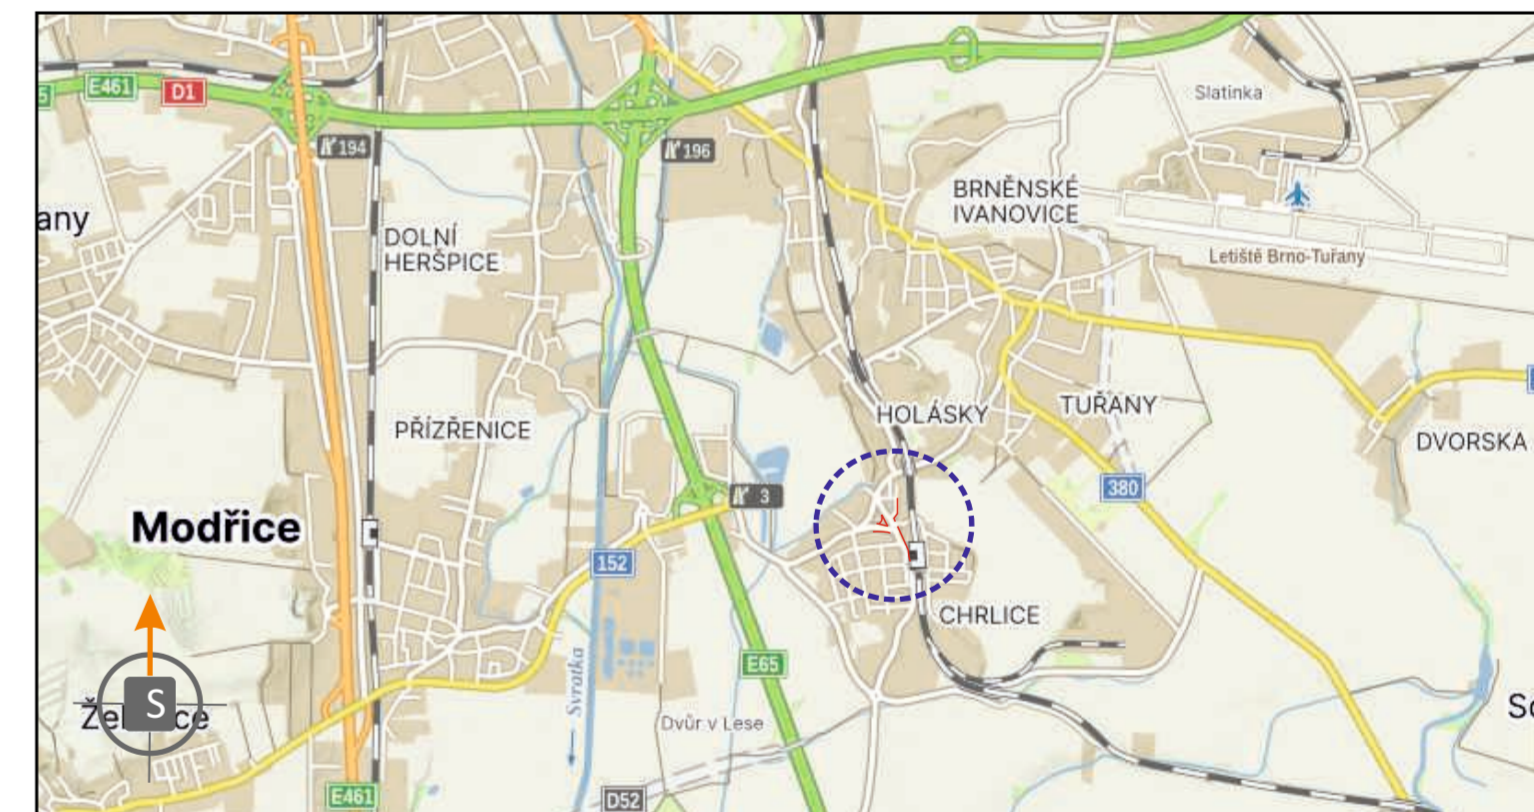 E461
D1
Slatinka
194
196
BRNĚNSKÉ
IVANOVICE
any
DOLNÍ
HERŠPICE
Letiště Brno-Tuřany
HOLÁSKY
TUŘANY
PŘÍZŘENICE
DVORSKA
380
3
Modřice
152
CHRLICE
E65
Svratka
S
Dvůr v Lese
E461
D52